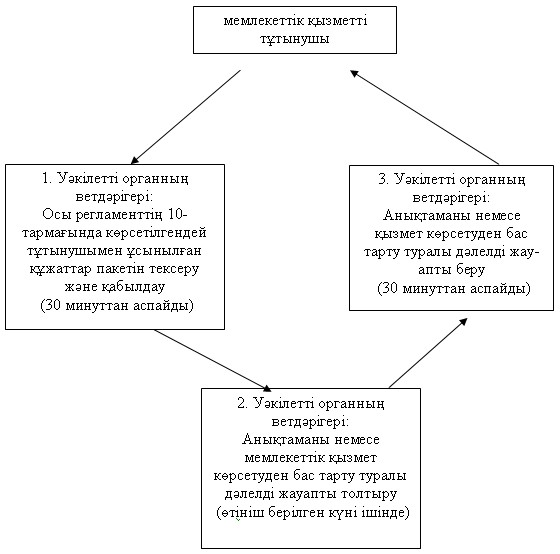 мемлекеттік қызметті
тұтынушы
1. Уәкілетті органның
ветдәрігері:
Осы регламенттің 10-
тармағында көрсетілгендей
тұтынушымен ұсынылған
құжаттар пакетін тексеру
және қабылдау
(30 минуттан аспайды)
2. Уәкілетті органның
ветдәрігері:
Анықтаманы немесе
мемлекеттік қызмет
көрсетуден бас тарту туралы
дәлелді жауапты толтыру
(өтініш берілген күні ішінде)
3. Уәкілетті органның
ветдәрігері:
Анықтаманы немесе
қызмет көрсетуден бас
тарту туралы дәлелді жау-
апты беру
(30 минуттан аспайды)